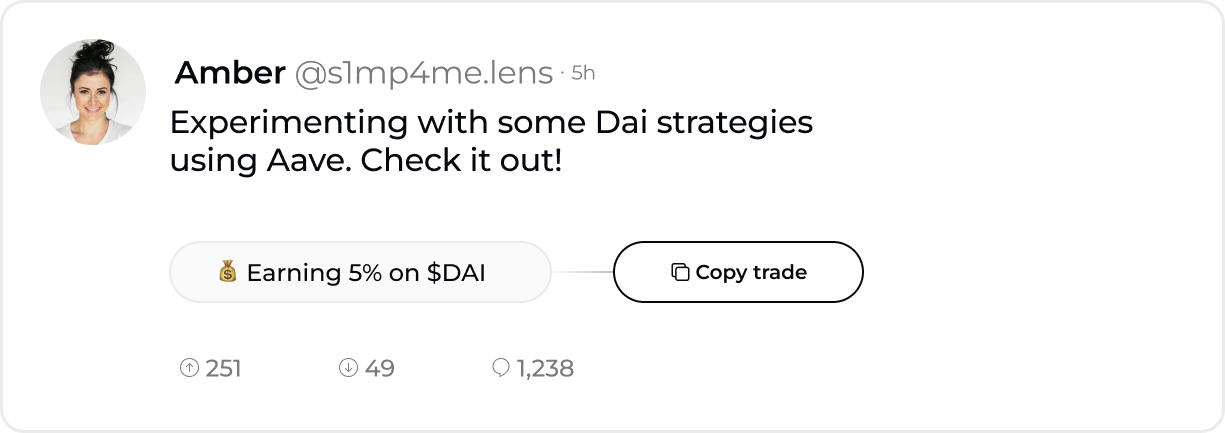 Amber @s1mp4me.lens · 5h
Experimenting with some Dai strategies
using Aave. Check it out!
💰 Earning 5% on $DAI
Copy trade
251 49 1,238